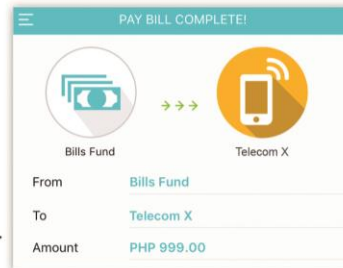 PAY BILL COMPLETE!
Bills Fund
Telecom X
From Bills Fund
To Telecom X
Amount PHP 999.00